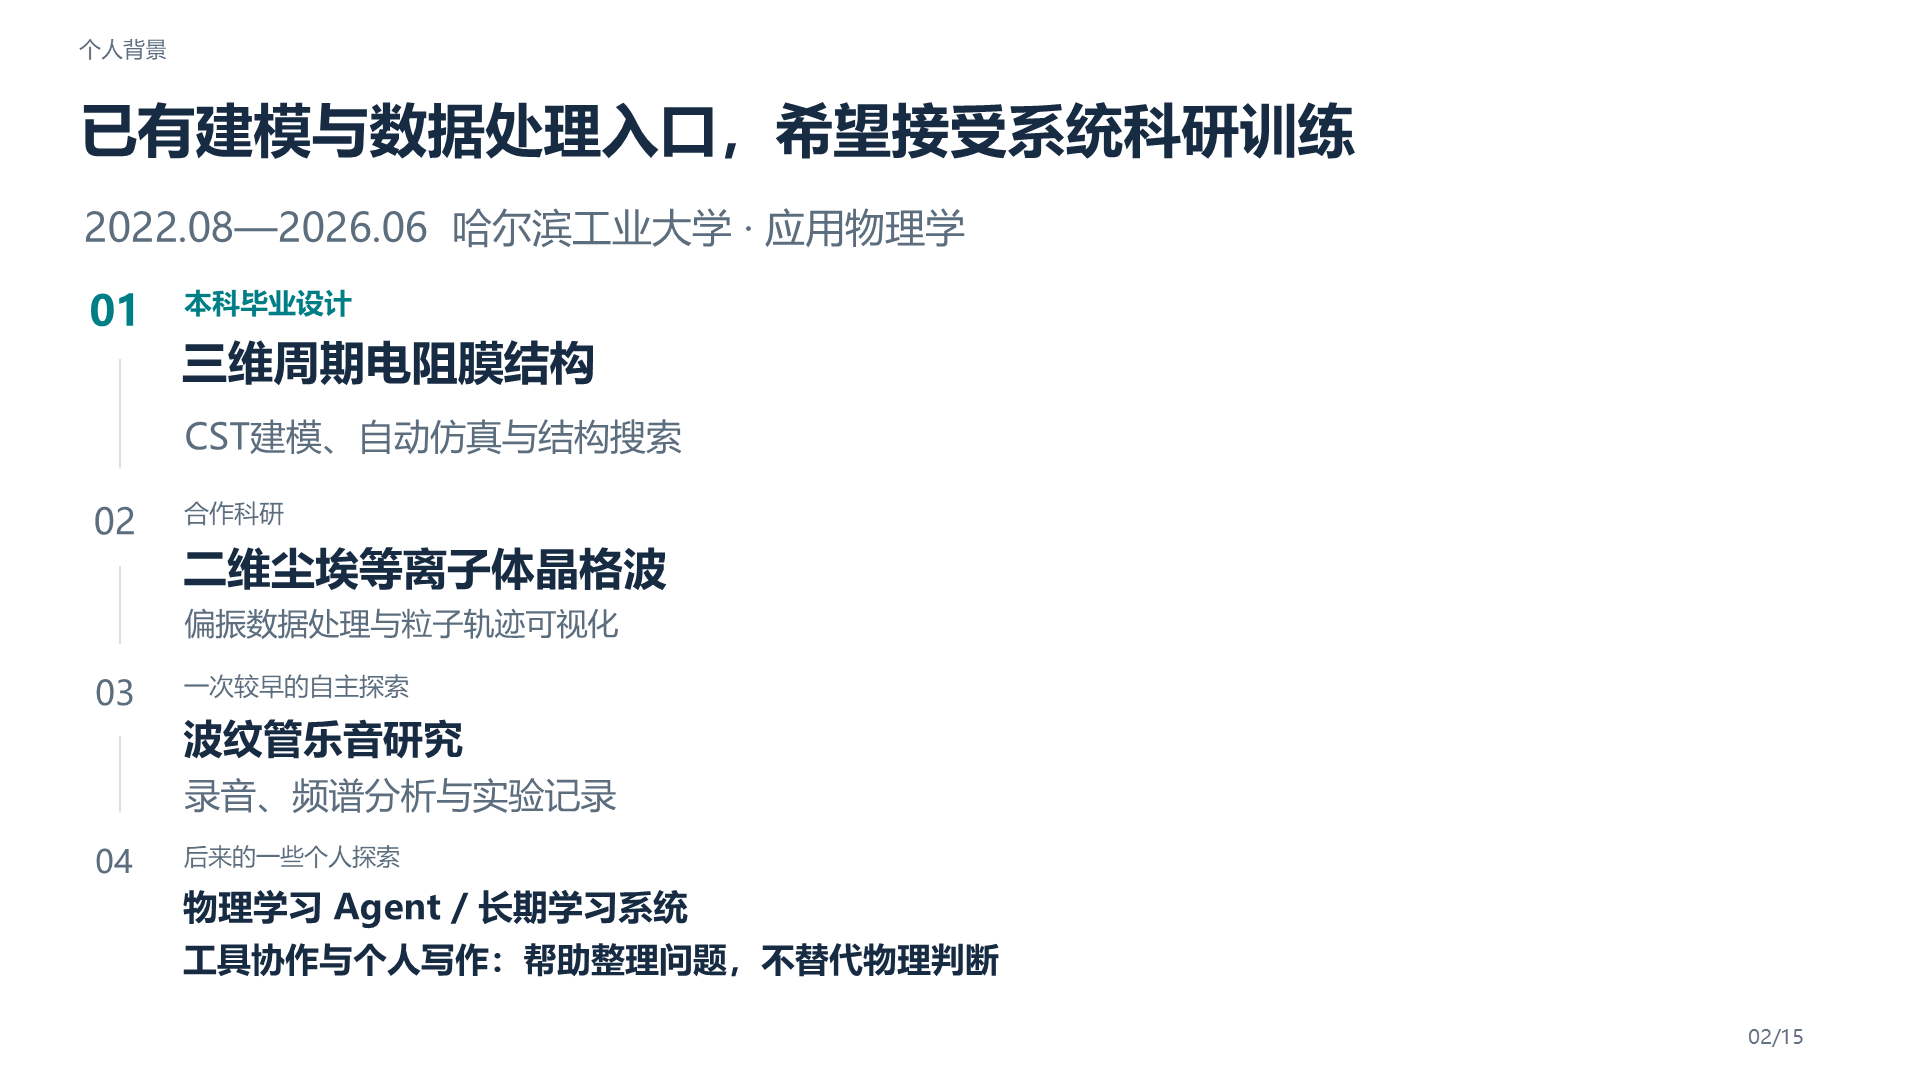 个人背景
已有建模与数据处理入口，希望接受系统科研训练
2022.08—2026.06 哈尔滨工业大学 · 应用物理学
01 本科毕业设计
三维周期电阻膜结构
CST建模、自动仿真与结构搜索
02 合作科研
二维尘埃等离子体晶格波
偏振数据处理与粒子轨迹可视化
03 一次较早的自主探索
波纹管乐音研究
录音、频谱分析与实验记录
04 后来的一些个人探索
物理学习 Agent / 长期学习系统
工具协作与个人写作：帮助整理问题，不替代物理判断
02/15